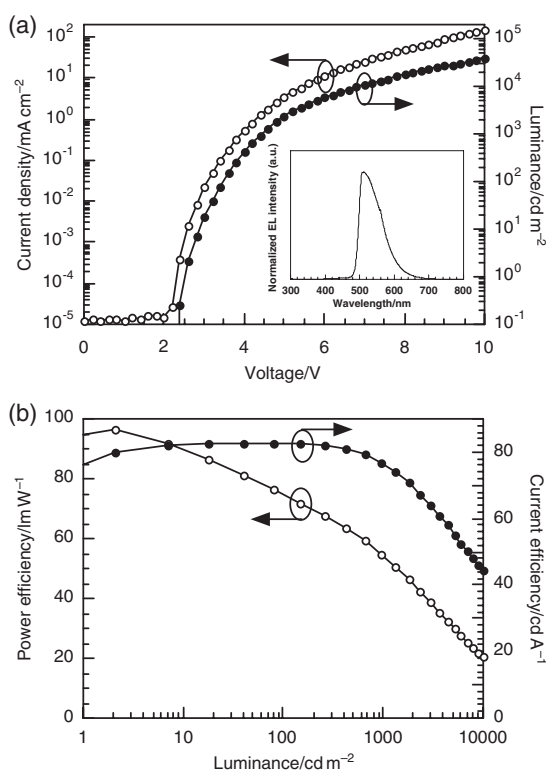 (a)
10²
10¹
10⁰
10⁻¹
10⁻²
10⁻³
10⁻⁴
10⁻⁵
Current density/mA cm⁻²
10⁵
10⁴
10³
10²
10¹
10⁰
10⁻¹
Luminance/cd m⁻²
Normalized EL intensity (a.u.)
300 400 500 600 700 800
Wavelength/nm
0 2 4 6 8 10
Voltage/V
(b)
100
80
60
40
20
0
Power efficiency/lm W⁻¹
80
60
40
20
0
Current efficiency/cd A⁻¹
1 10 100 1000 10000
Luminance/cd m⁻²